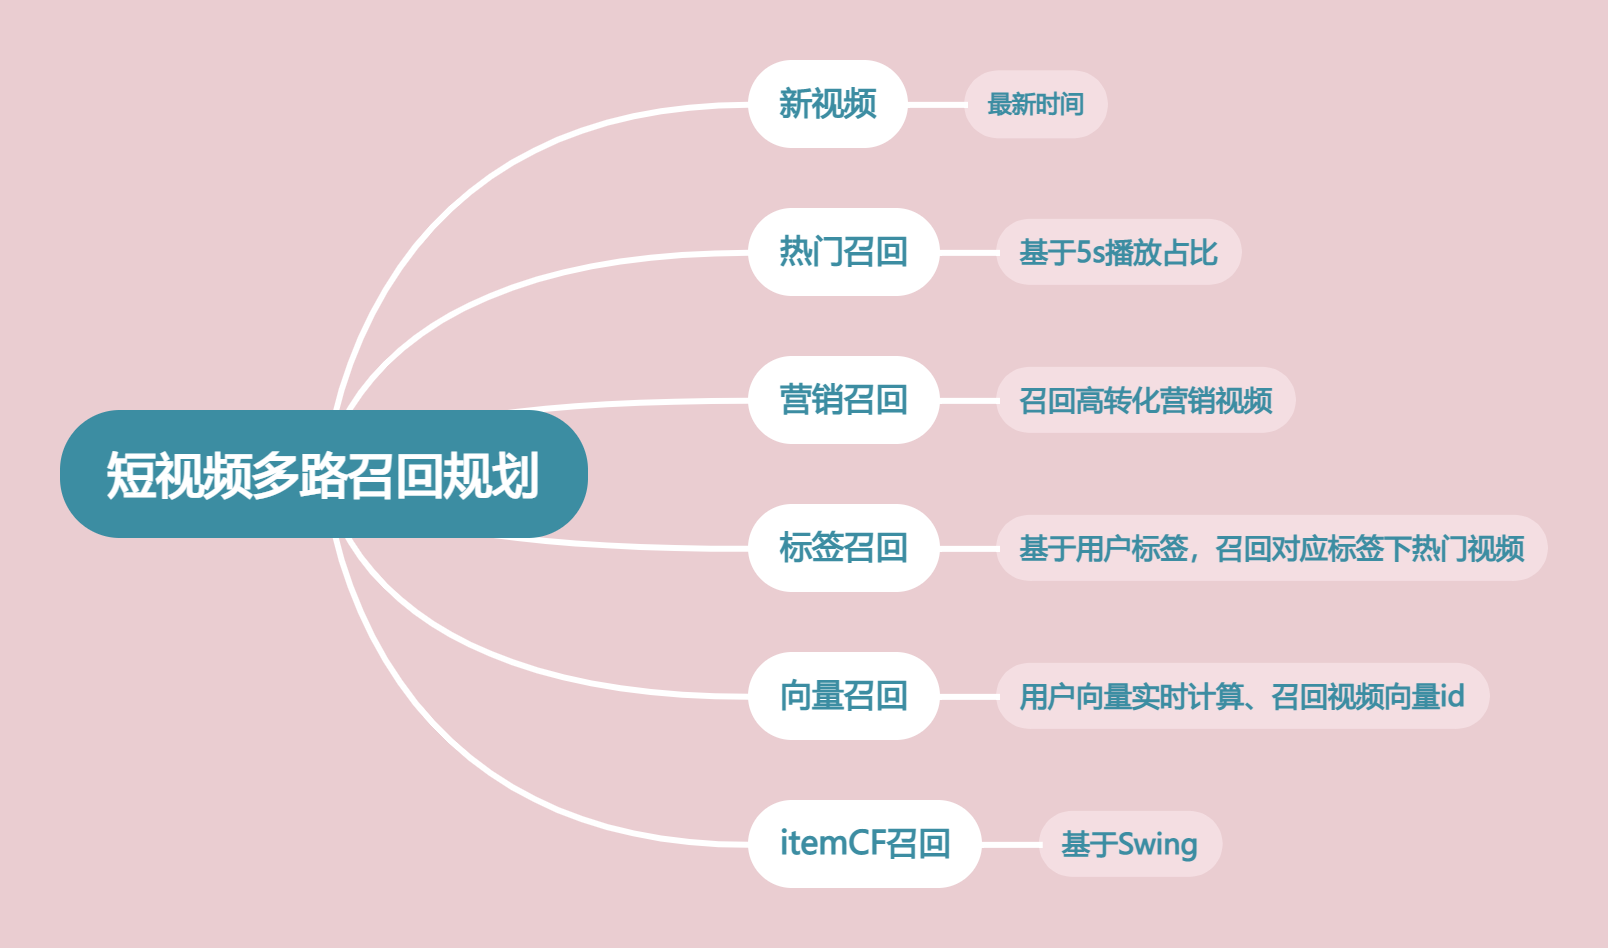 短视频多路召回规划
新视频
最新时间
热门召回
基于5s播放占比
营销召回
召回高转化营销视频
标签召回
基于用户标签，召回对应标签下热门视频
向量召回
用户向量实时计算、召回视频向量id
itemCF召回
基于Swing